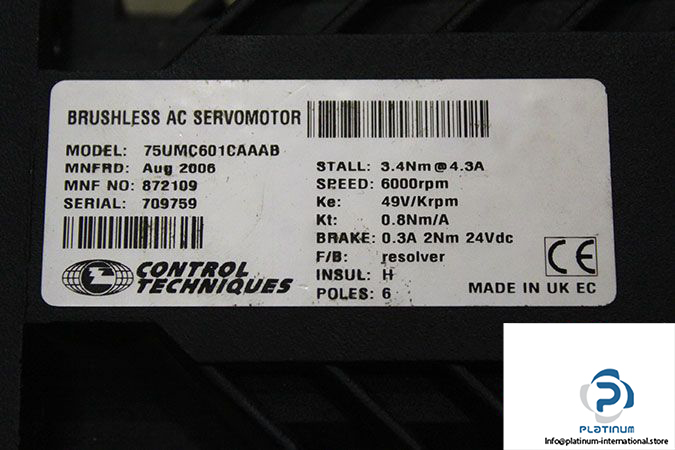 BRUSHLESS AC SERVOMOTOR
MODEL: 75UMC601CAAAB
MNFRD: Aug 2006
MNF NO: 872109
SERIAL: 709759
STALL: 3.4Nm@4.3A
SPEED: 6000rpm
Ke: 49V/Krpm
Kt: 0.8Nm/A
BRAKE: 0.3A 2Nm 24Vdc
F/B: resolver
INSUL: H
POLES: 6
CE
MADE IN UK EC
CONTROL
TECHNIQUES
PLATINUM
Info@platinum-international.store